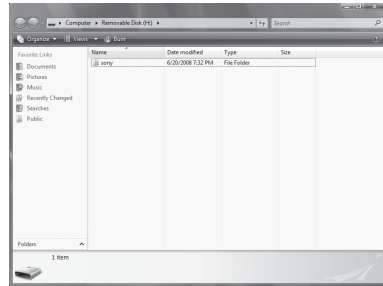 Computer ▸ Removable Disk (H:) ▸ Search
Organize Views Burn
Favorite Links
Documents
Pictures
Music
Recently Changed
Searches
Public
Folders
Name Date modified Type Size
sony 6/20/2008 7:32 PM File Folder
1 item